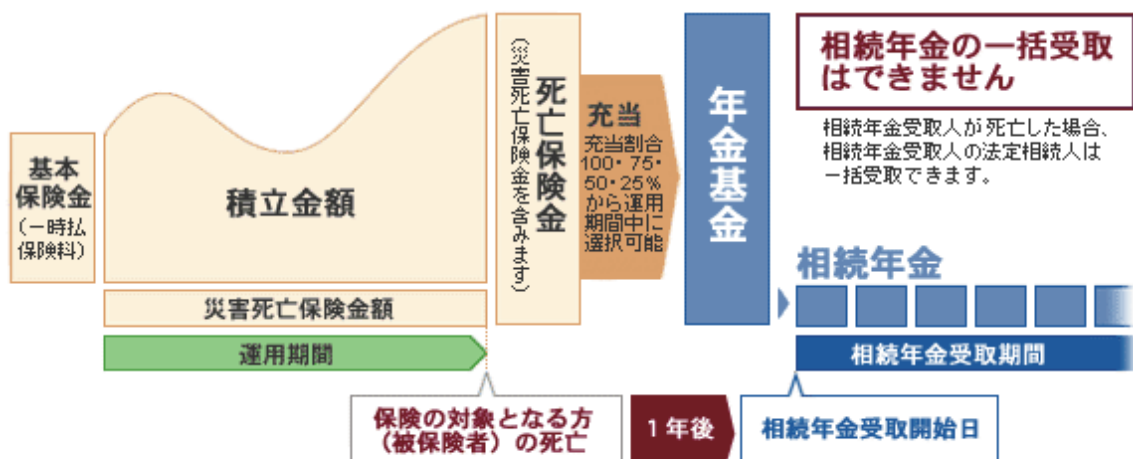 基本
保険金
（一時払
保険料）
積立金額
災害死亡保険金額
運用期間
死亡保険金
（災害死亡保険金を含みます）
充当
充当割合
100・75・
50・25%
から運用
期間中に
選択可能
年金基金
相続年金の一括受取
はできません
相続年金受取人が死亡した場合、
相続年金受取人の法定相続人は
一括受取できます。
相続年金
相続年金受取期間
保険の対象となる方
（被保険者）の死亡
1年後
相続年金受取開始日